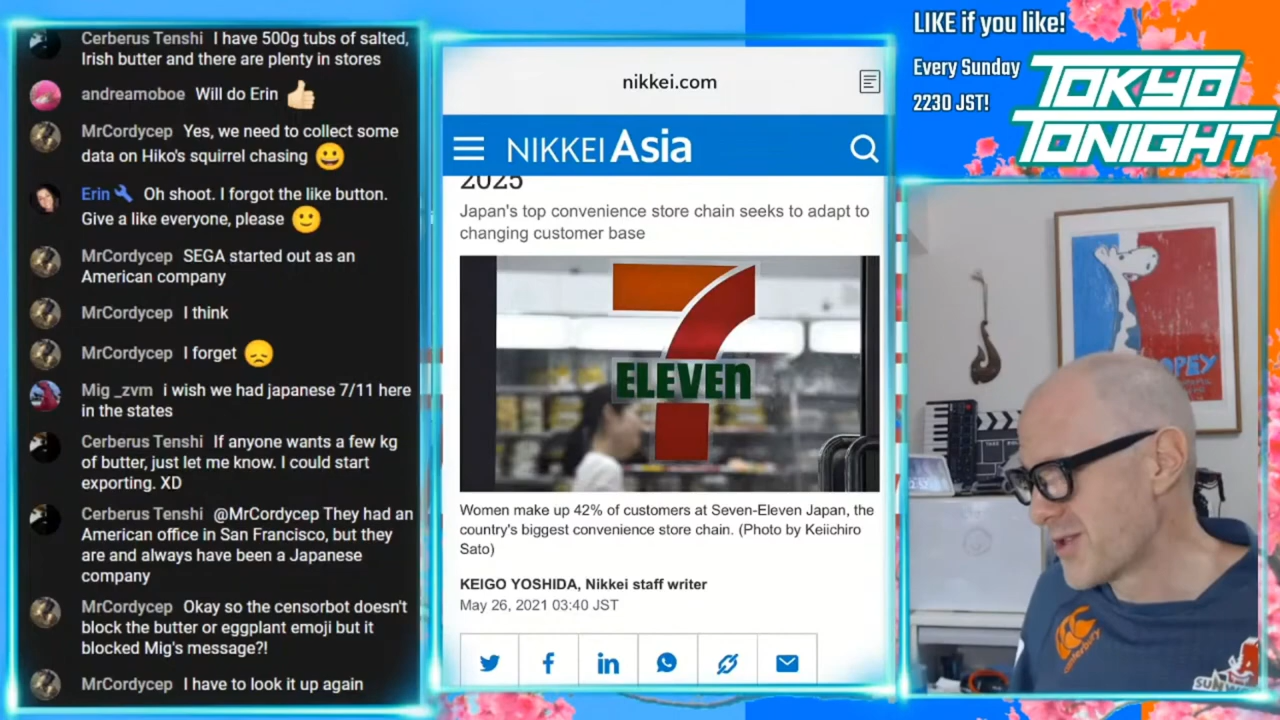 Cerberus Tenshi I have 500g tubs of salted,
Irish butter and there are plenty in stores
andreamobe Will do Erin 👍🏻
MrCordycep Yes, we need to collect some
data on Hiko's squirrel chasing 😀
Erin 🔧 Oh shoot. I forgot the like button.
Give a like everyone, please 🙂
MrCordycep SEGA started out as an
American company
MrCordycep I think
MrCordycep I forget 😞
Mig _zvm i wish we had japanese 7/11 here
in the states
Cerberus Tenshi If anyone wants a few kg
of butter, just let me know. I could start
exporting. XD
Cerberus Tenshi @MrCordycep They had an
American office in San Francisco, but they
are and always have been a Japanese
company
MrCordycep Okay so the censorbot doesn't
block the butter or eggplant emoji but it
blocked Mig's message?!
MrCordycep I have to look it up again
nikkei.com
NIKKEI Asia
2025
Japan's top convenience store chain seeks to adapt to
changing customer base
7
ELEVEn
Women make up 42% of customers at Seven-Eleven Japan, the
country's biggest convenience store chain. (Photo by Keiichiro
Sato)
KEIGO YOSHIDA, Nikkei staff writer
May 26, 2021 03:40 JST
LIKE if you like!
Every Sunday
2230 JST!
TOKYO
TONIGHT
TAKE
canterbury